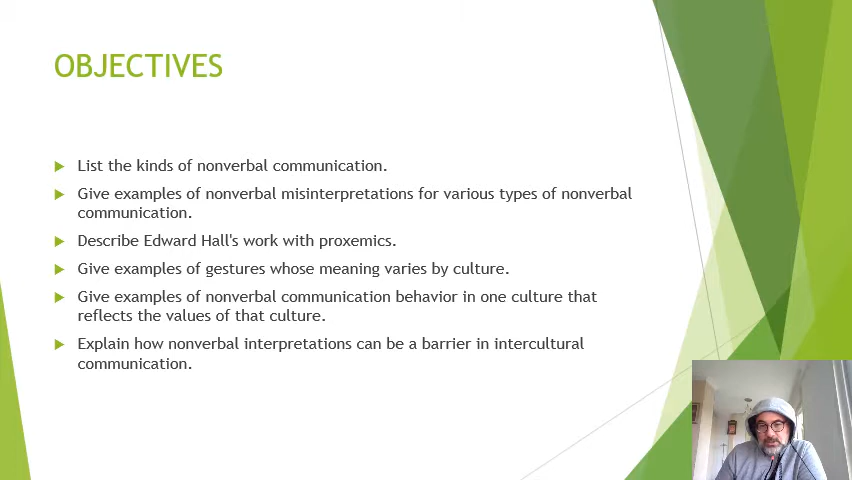 OBJECTIVES
List the kinds of nonverbal communication.
Give examples of nonverbal misinterpretations for various types of nonverbal
communication.
Describe Edward Hall's work with proxemics.
Give examples of gestures whose meaning varies by culture.
Give examples of nonverbal communication behavior in one culture that
reflects the values of that culture.
Explain how nonverbal interpretations can be a barrier in intercultural
communication.